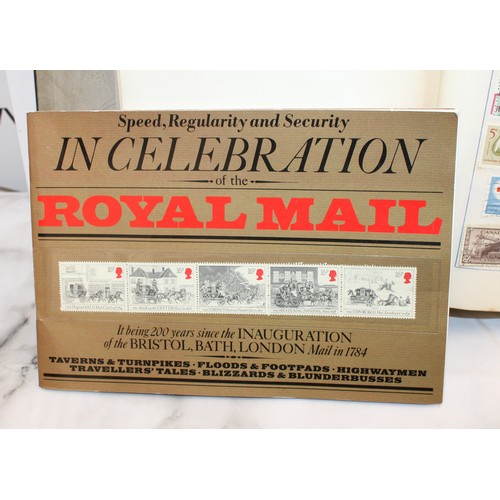 Speed, Regularity and Security
IN CELEBRATION
of the
ROYAL MAIL
It being 200 years since the INAUGURATION
of the BRISTOL, BATH, LONDON Mail in 1784
TAVERNS & TURNPIKES · FLOODS & FOOTPADS · HIGHWAYMEN
TRAVELLERS' TALES · BLIZZARDS & BLUNDERBUSSES